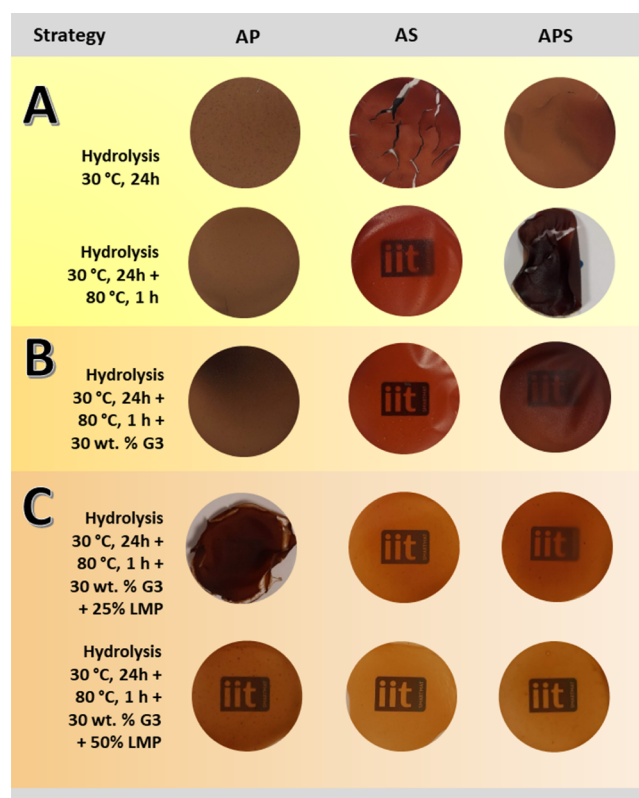 Strategy AP AS APS
A
Hydrolysis
30 °C, 24h
Hydrolysis
30 °C, 24h +
80 °C, 1 h
iit
B
Hydrolysis
30 °C, 24h +
80 °C, 1 h +
30 wt. % G3
iit iit
C
Hydrolysis
30 °C, 24h +
80 °C, 1 h +
30 wt. % G3
+ 25% LMP
iit iit
Hydrolysis
30 °C, 24h +
80 °C, 1 h +
30 wt. % G3
+ 50% LMP
iit iit iit